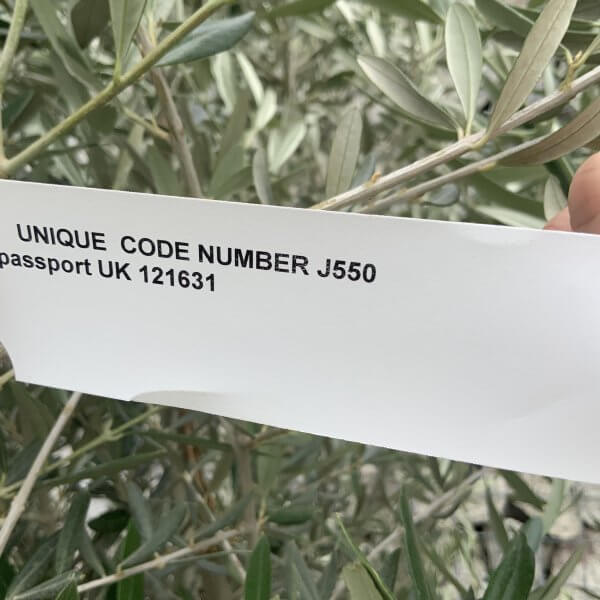 UNIQUE CODE NUMBER J550
passport UK 121631